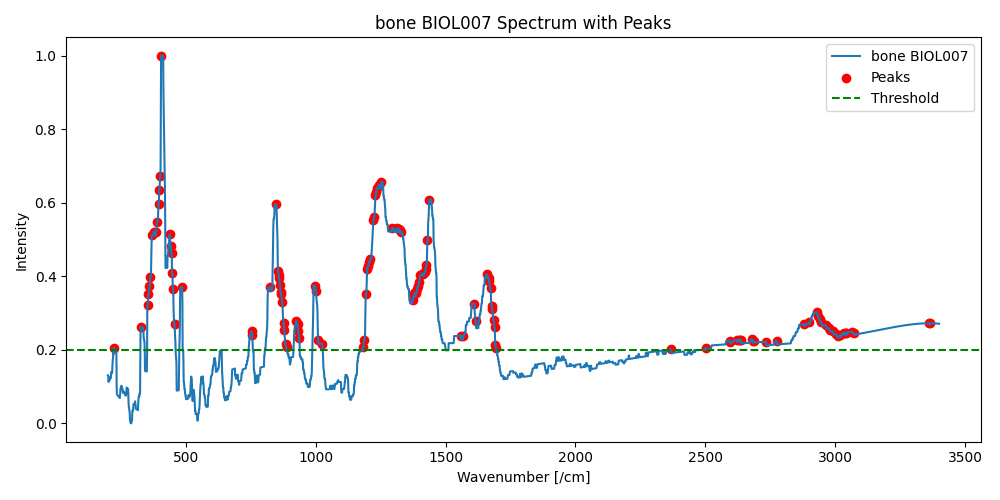 bone BIOL007 Spectrum with Peaks
bone BIOL007
Peaks
Threshold
1.0
0.8
0.6
0.4
0.2
0.0
Intensity
500 1000 1500 2000 2500 3000 3500
Wavenumber [/cm]